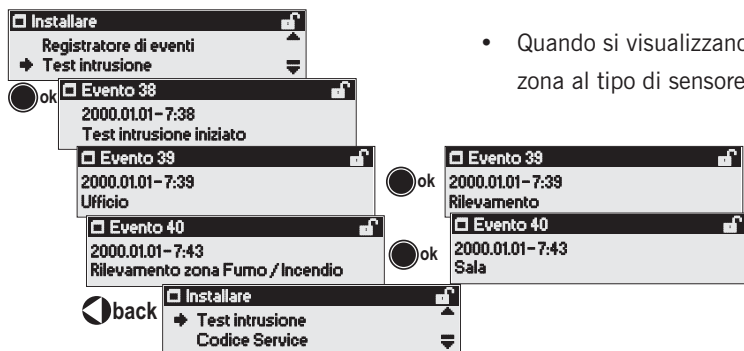 Installare
Registratore di eventi
Test intrusione
ok
Evento 38
2000.01.01-7:38
Test intrusione iniziato
Evento 39
2000.01.01-7:39
Ufficio
ok
Evento 39
2000.01.01-7:39
Rilevamento
Evento 40
2000.01.01-7:43
Rilevamento zona Fumo / Incendio
ok
Evento 40
2000.01.01-7:43
Sala
back
Installare
Test intrusione
Codice Service
• Quando si visualizzano
zona al tipo di sensore